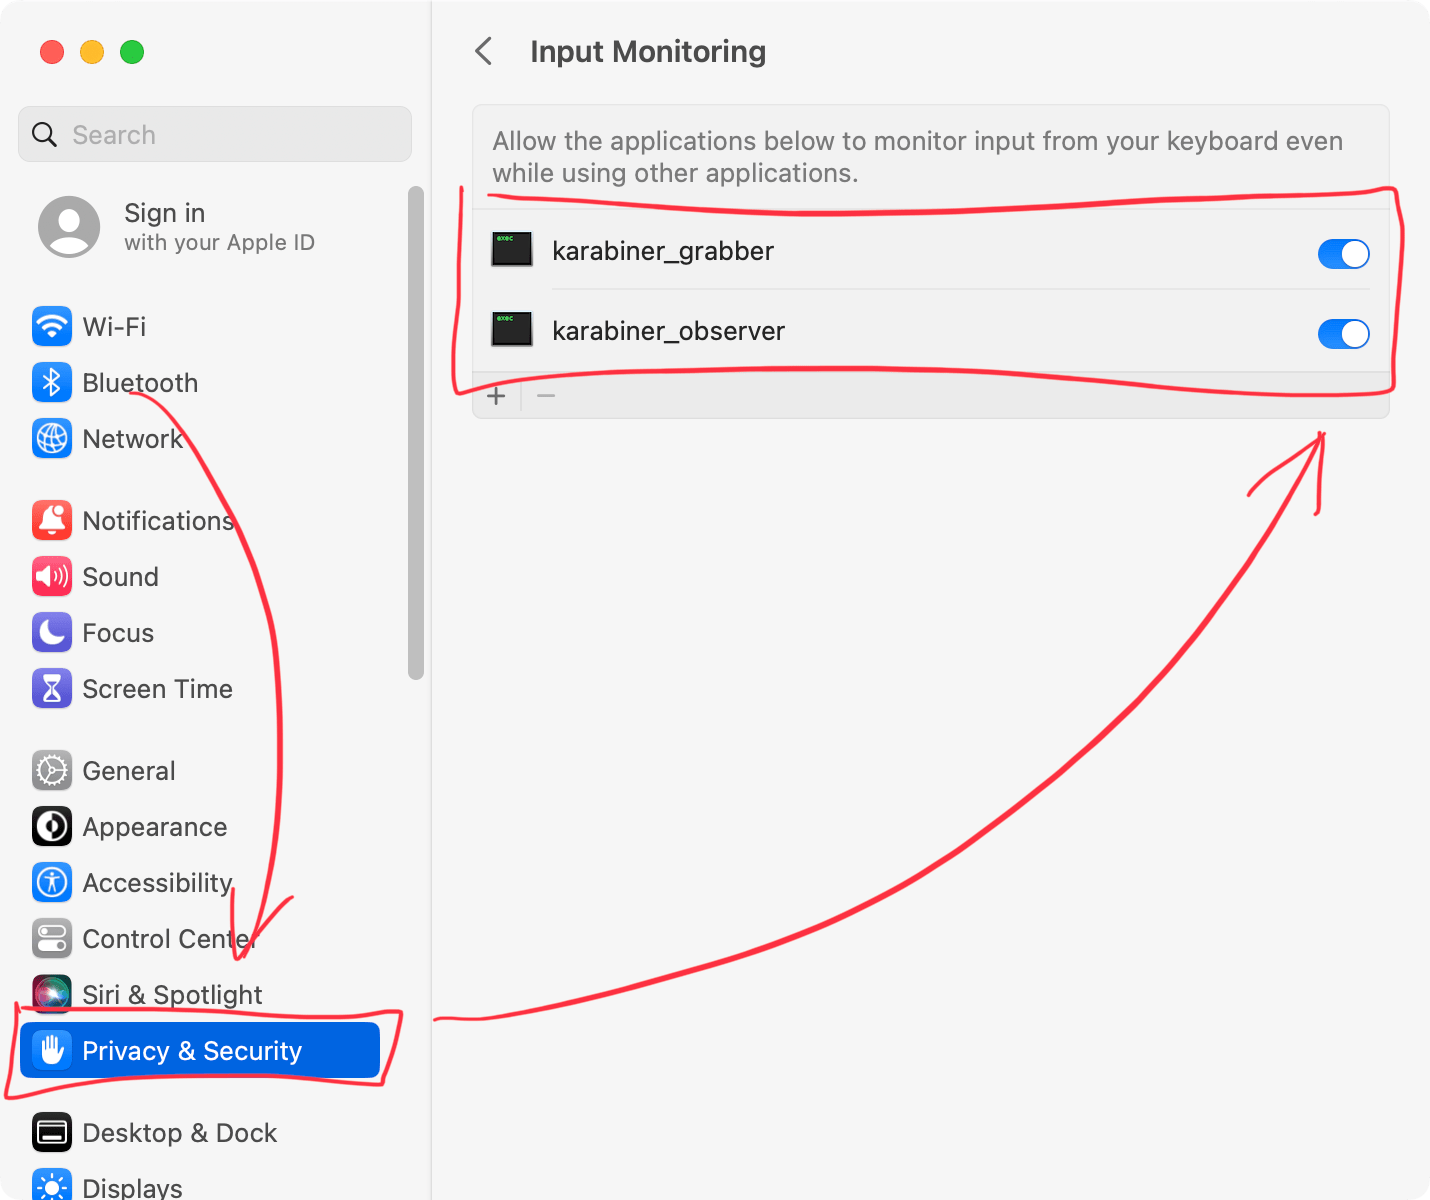 Search
Sign in
with your Apple ID
Wi-Fi
Bluetooth
Network
Notifications
Sound
Focus
Screen Time
General
Appearance
Accessibility
Control Center
Siri & Spotlight
Privacy & Security
Desktop & Dock
Displays
Input Monitoring
Allow the applications below to monitor input from your keyboard even
while using other applications.
exec
karabiner_grabber
exec
karabiner_observer